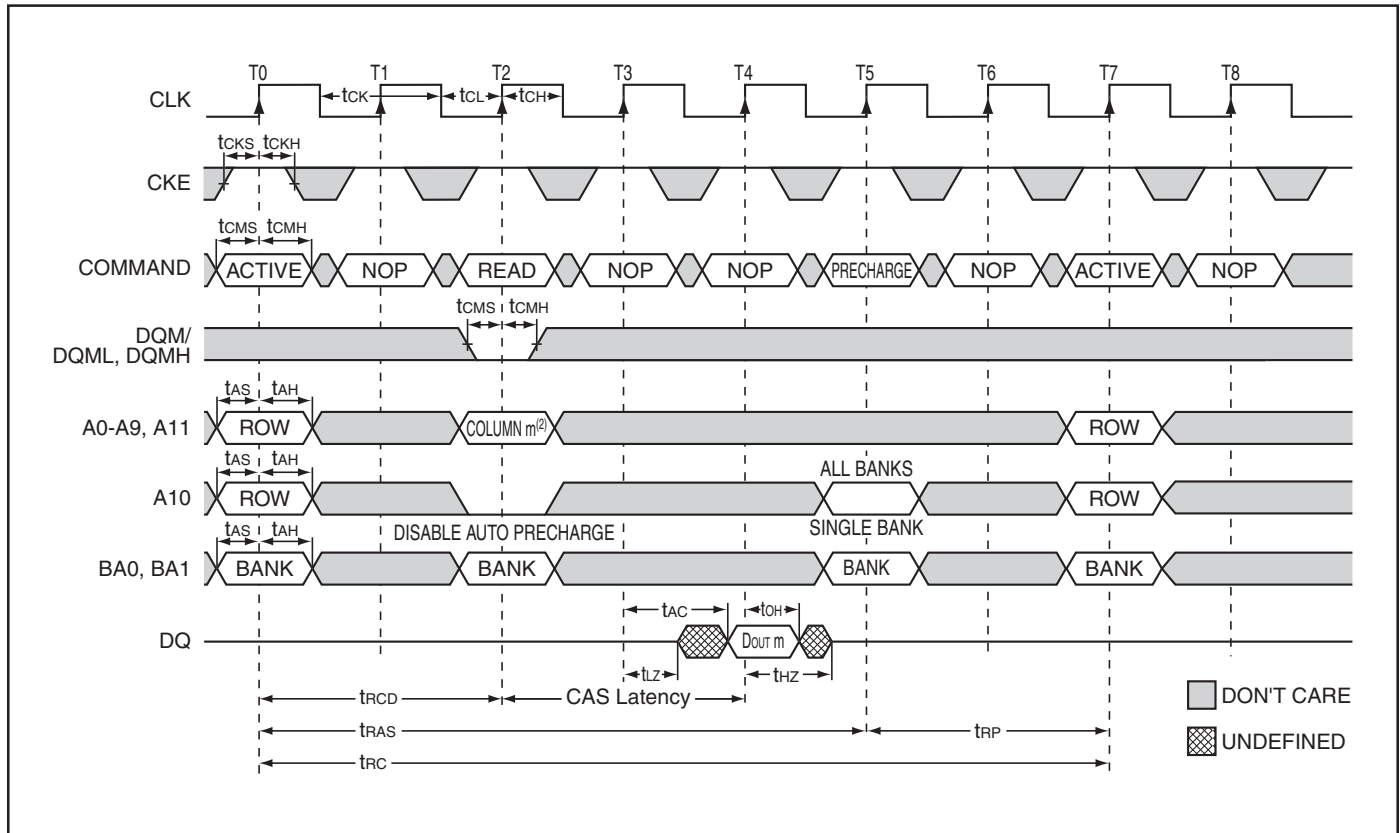 T0 T1 T2 T3 T4 T5 T6 T7 T8
CLK tCK tCL tCH
tCKS tCKH
CKE
tCMS tCMH
COMMAND ACTIVE NOP READ NOP NOP PRECHARGE NOP ACTIVE NOP
tCMS tCMH
DQM/
DQML, DQMH
tAS tAH
A0-A9, A11 ROW COLUMN m(2) ROW
tAS tAH ALL BANKS
A10 ROW ROW
tAS tAH DISABLE AUTO PRECHARGE SINGLE BANK
BA0, BA1 BANK BANK BANK BANK
tAC tOH
DQ DOUT m
tLZ tHZ
tRCD CAS Latency
DON'T CARE
tRAS tRP
UNDEFINED
tRC